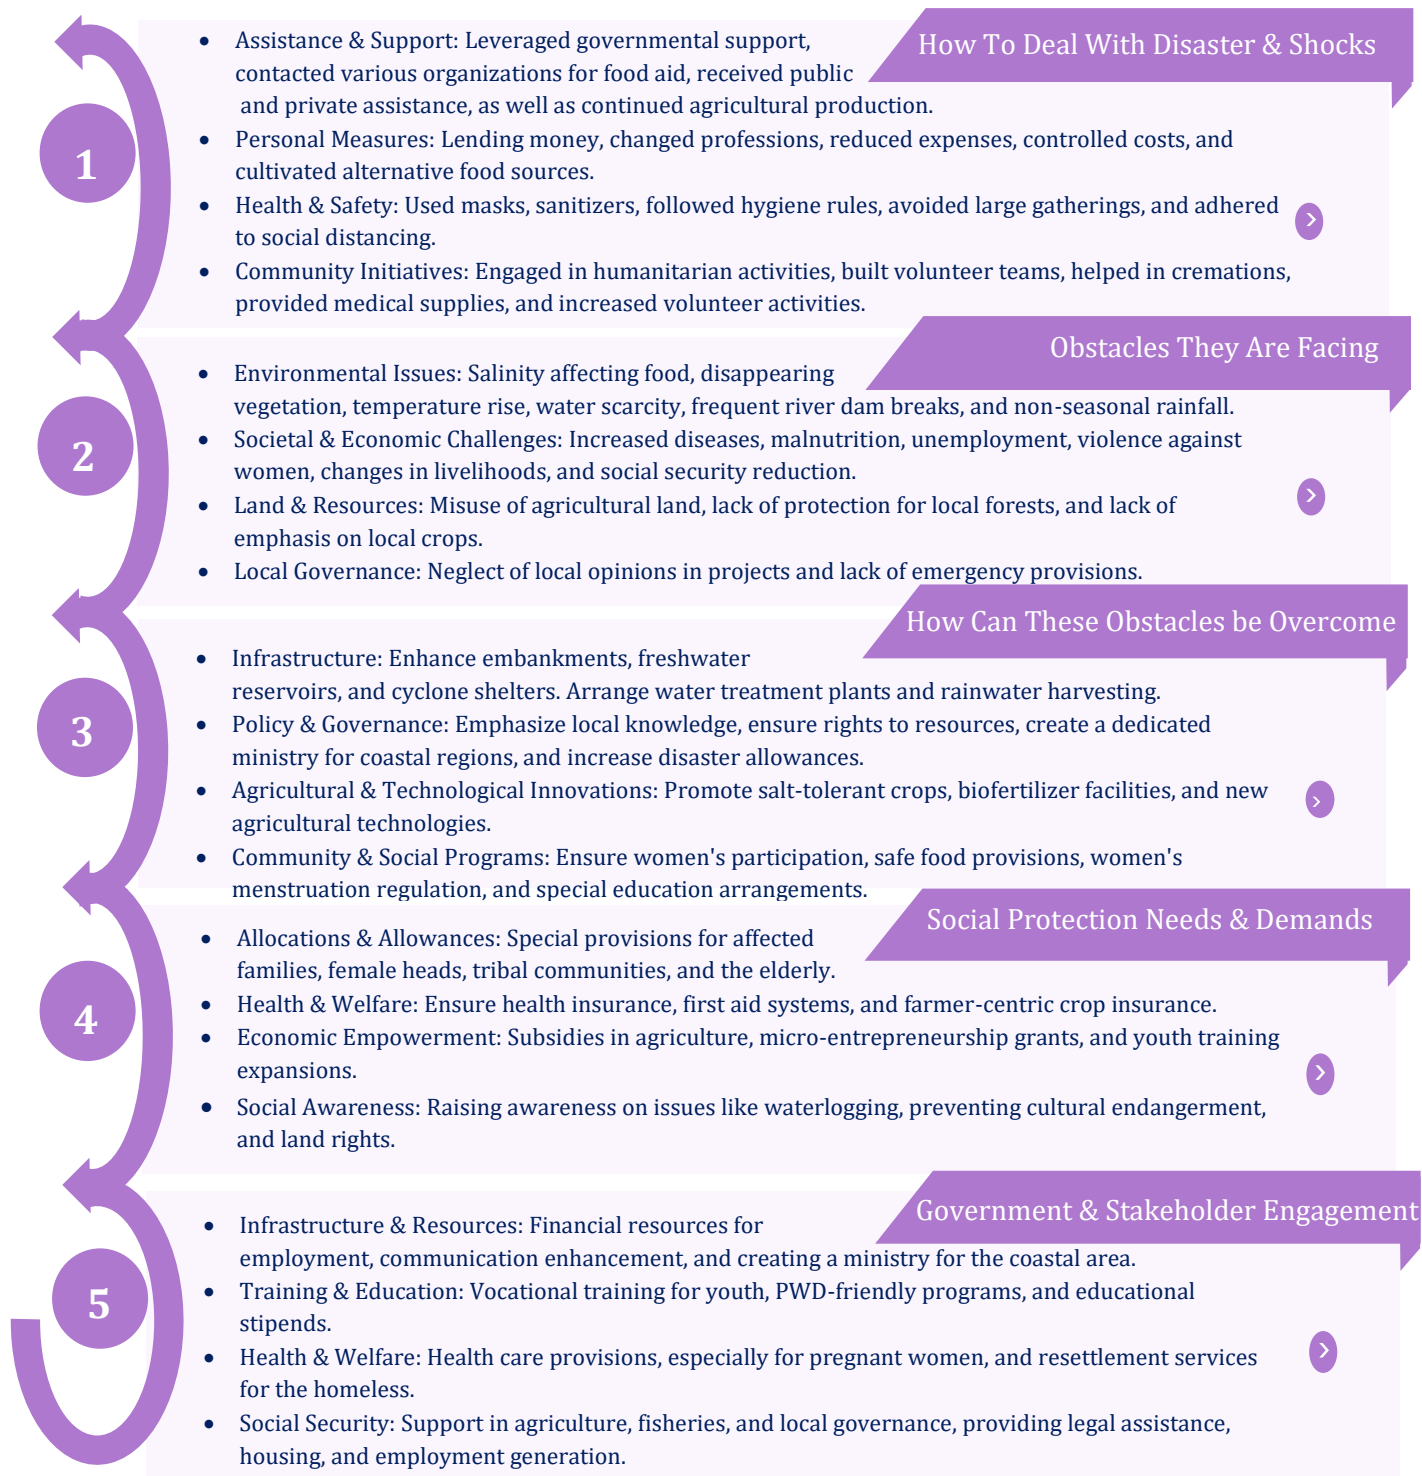 How To Deal With Disaster & Shocks
1
• Assistance & Support: Leveraged governmental support,
contacted various organizations for food aid, received public
and private assistance, as well as continued agricultural production.
• Personal Measures: Lending money, changed professions, reduced expenses, controlled costs, and
cultivated alternative food sources.
• Health & Safety: Used masks, sanitizers, followed hygiene rules, avoided large gatherings, and adhered
to social distancing.
• Community Initiatives: Engaged in humanitarian activities, built volunteer teams, helped in cremations,
provided medical supplies, and increased volunteer activities.
Obstacles They Are Facing
2
• Environmental Issues: Salinity affecting food, disappearing
vegetation, temperature rise, water scarcity, frequent river dam breaks, and non-seasonal rainfall.
• Societal & Economic Challenges: Increased diseases, malnutrition, unemployment, violence against
women, changes in livelihoods, and social security reduction.
• Land & Resources: Misuse of agricultural land, lack of protection for local forests, and lack of
emphasis on local crops.
• Local Governance: Neglect of local opinions in projects and lack of emergency provisions.
How Can These Obstacles be Overcome
3
• Infrastructure: Enhance embankments, freshwater
reservoirs, and cyclone shelters. Arrange water treatment plants and rainwater harvesting.
• Policy & Governance: Emphasize local knowledge, ensure rights to resources, create a dedicated
ministry for coastal regions, and increase disaster allowances.
• Agricultural & Technological Innovations: Promote salt-tolerant crops, biofertilizer facilities, and new
agricultural technologies.
• Community & Social Programs: Ensure women's participation, safe food provisions, women's
menstruation regulation, and special education arrangements.
Social Protection Needs & Demands
4
• Allocations & Allowances: Special provisions for affected
families, female heads, tribal communities, and the elderly.
• Health & Welfare: Ensure health insurance, first aid systems, and farmer-centric crop insurance.
• Economic Empowerment: Subsidies in agriculture, micro-entrepreneurship grants, and youth training
expansions.
• Social Awareness: Raising awareness on issues like waterlogging, preventing cultural endangerment,
and land rights.
Government & Stakeholder Engagement
5
• Infrastructure & Resources: Financial resources for
employment, communication enhancement, and creating a ministry for the coastal area.
• Training & Education: Vocational training for youth, PWD-friendly programs, and educational
stipends.
• Health & Welfare: Health care provisions, especially for pregnant women, and resettlement services
for the homeless.
• Social Security: Support in agriculture, fisheries, and local governance, providing legal assistance,
housing, and employment generation.